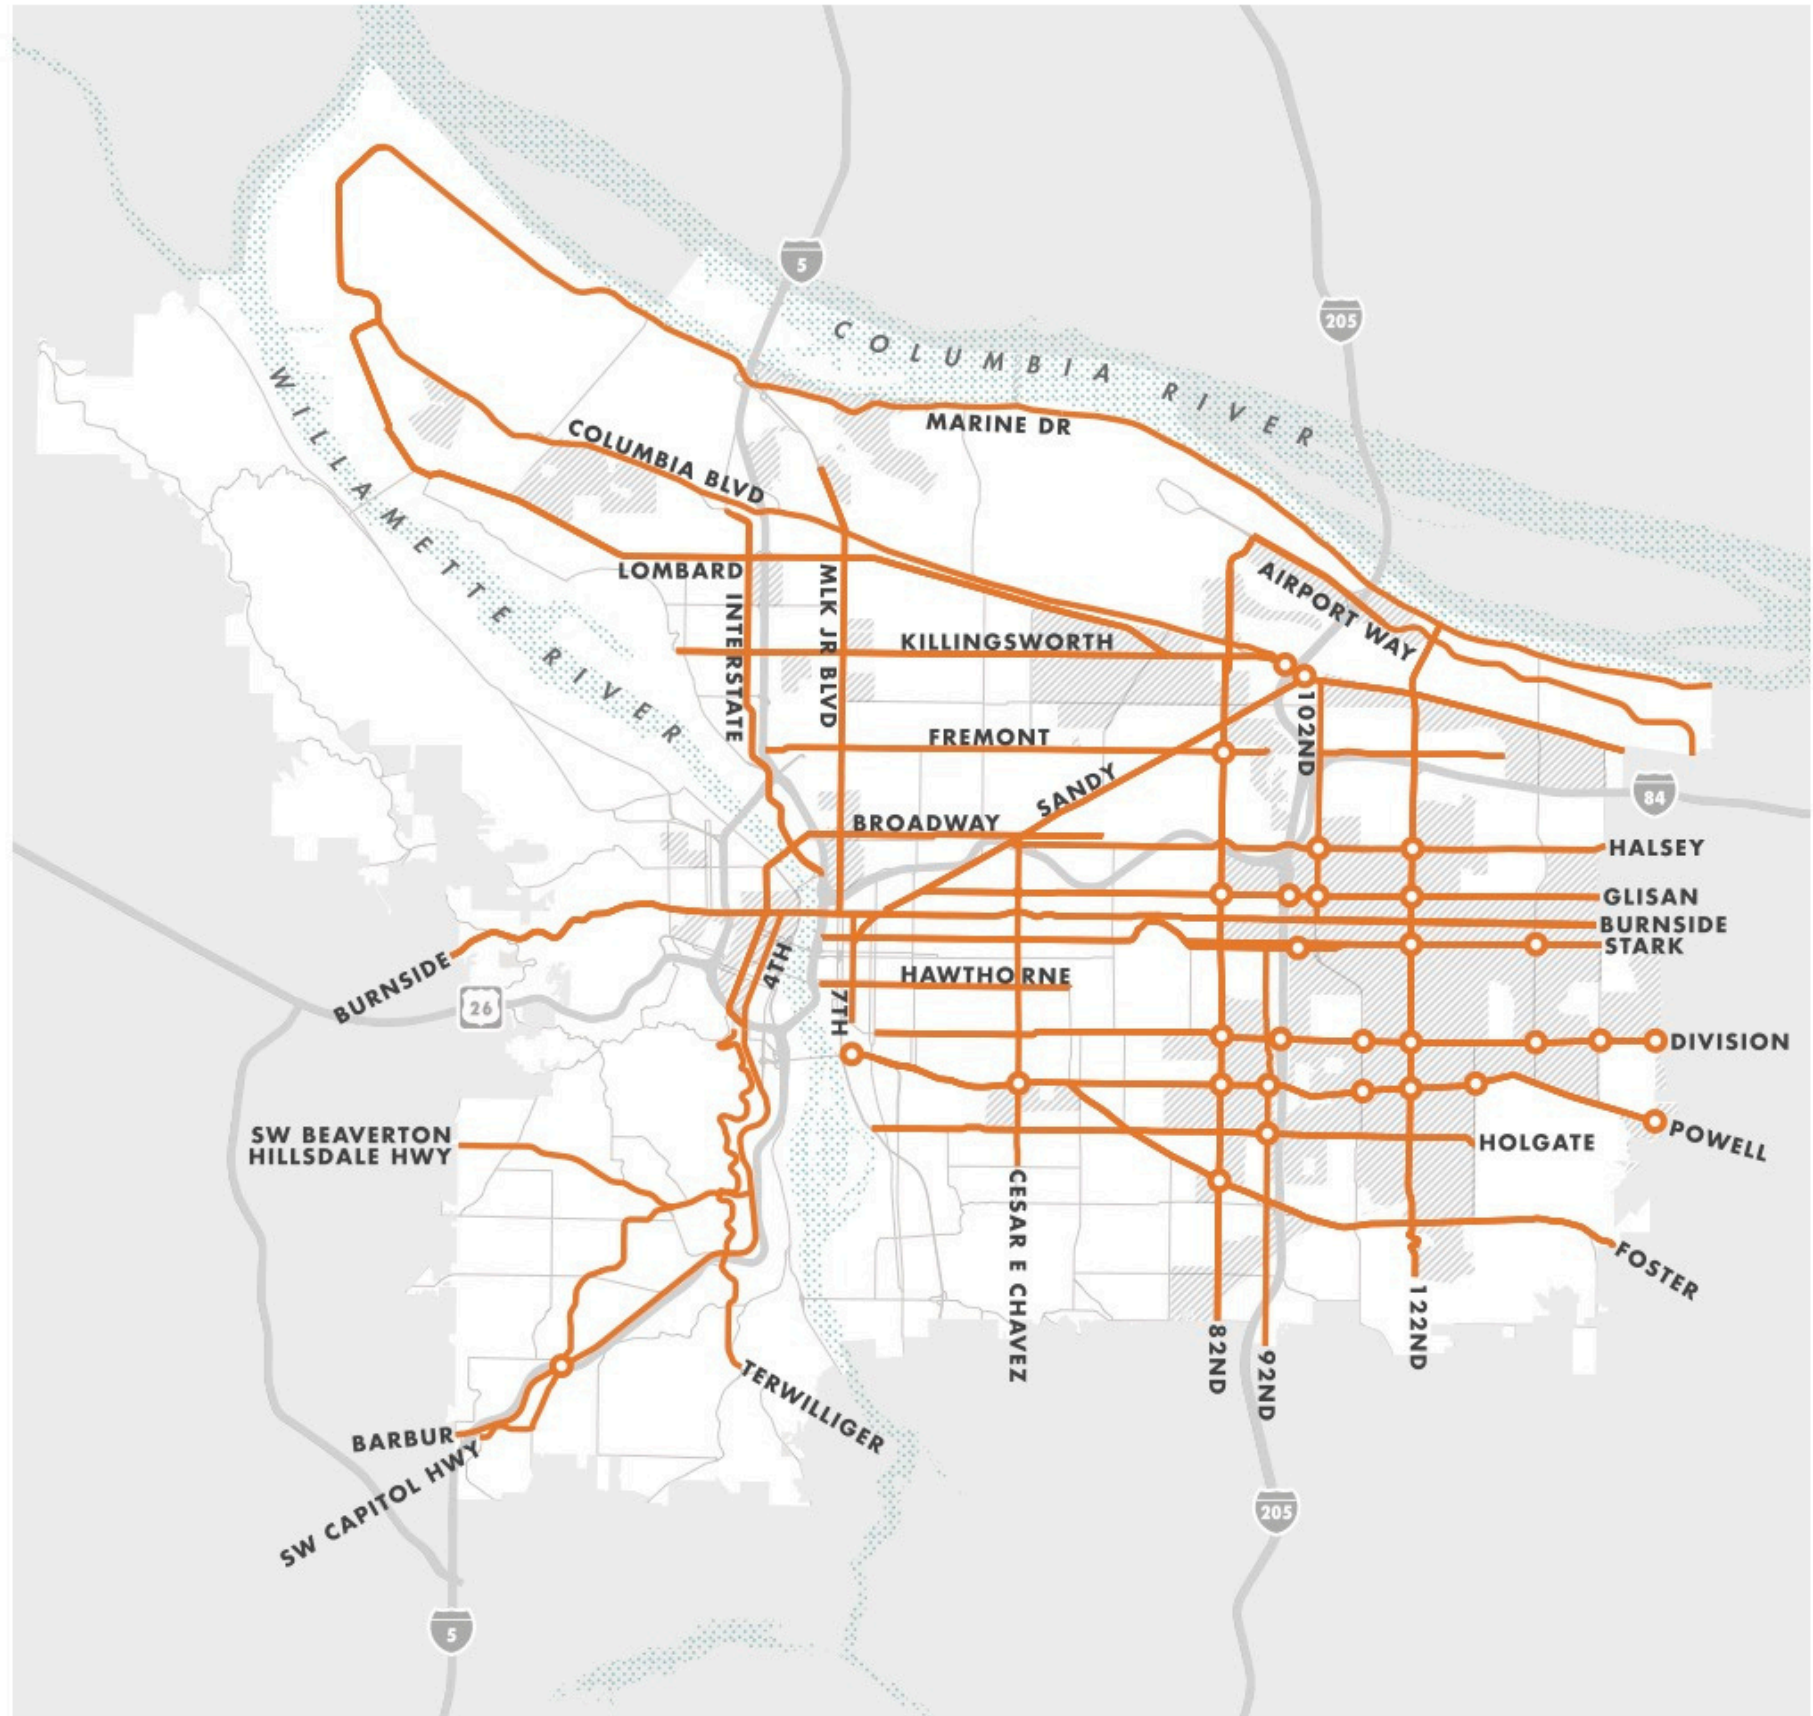 5
205
COLUMBIA RIVER
WILLAMETTE RIVER
MARINE DR
COLUMBIA BLVD
LOMBARD
INTERSTATE
MLK JR BLVD
AIRPORT WAY
KILLINGSWORTH
102ND
FREMONT
SANDY
84
BROADWAY
HALSEY
GLISAN
BURNSIDE
STARK
BURNSIDE
4TH
HAWTHORNE
26
7TH
DIVISION
SW BEAVERTON
HILLSDALE HWY
POWELL
HOLGATE
CESAR E CHAVEZ
FOSTER
82ND
92ND
122ND
TERWILLIGER
BARBUR
SW CAPITOL HWY
205
5